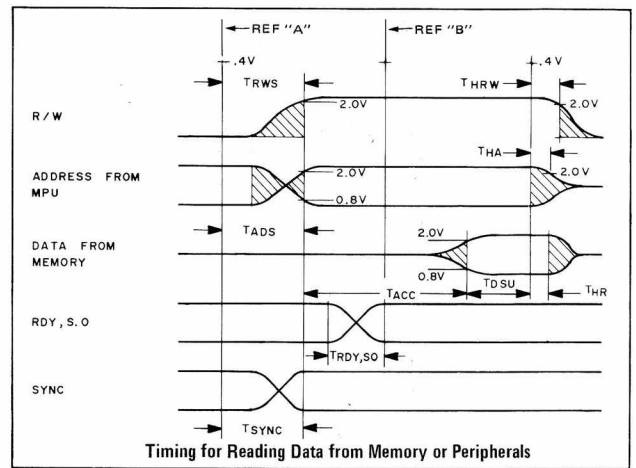 REF "A" REF "B"
.4V .4V
TRWS THRW
2.0V 2.0V
R/W
THA
2.0V 2.0V
ADDRESS FROM
MPU
0.8V
TADS
DATA FROM
MEMORY
2.0V
0.8V
TACC TDSU THR
RDY, S.O
TRDY,SO
SYNC
TSYNC
Timing for Reading Data from Memory or Peripherals